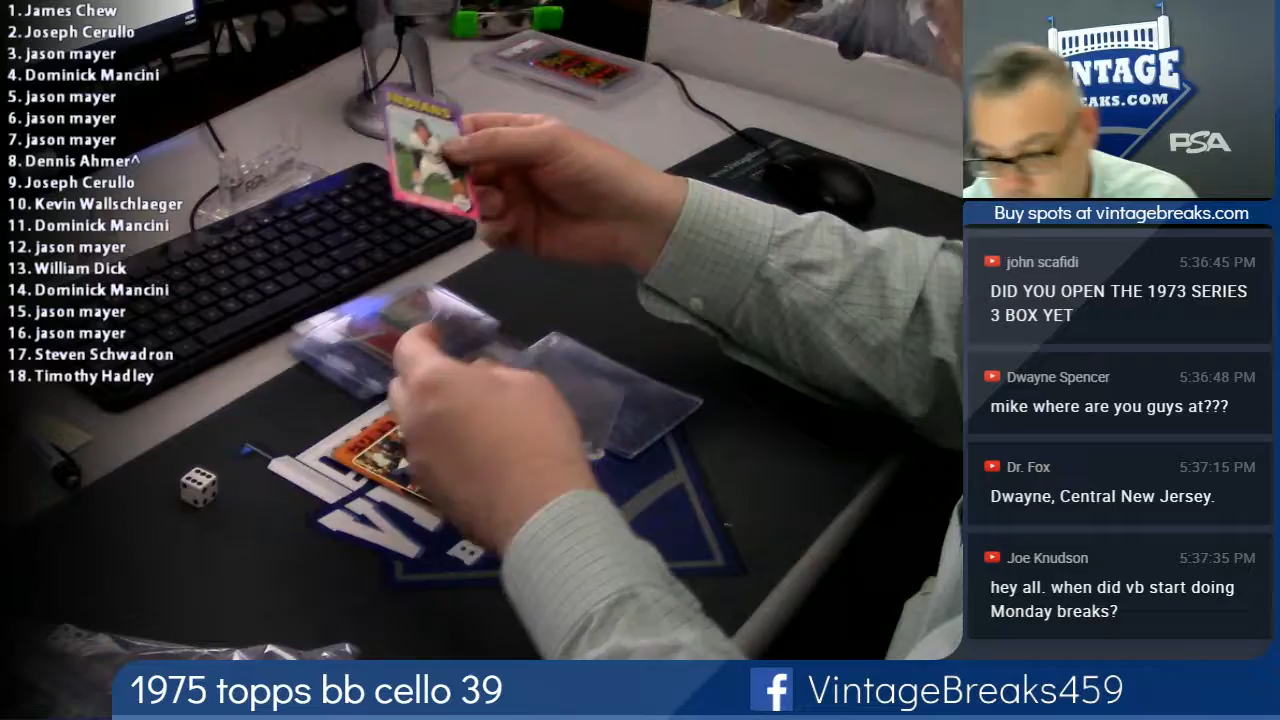 1. James Chew
2. Joseph Cerullo
3. jason mayer
4. Dominick Mancini
5. jason mayer
6. jason mayer
7. jason mayer
8. Dennis Ahmer^
9. Joseph Cerullo
10. Kevin Wallschlaeger
11. Dominick Mancini
12. jason mayer
13. William Dick
14. Dominick Mancini
15. jason mayer
16. jason mayer
17. Steven Schwadron
18. Timothy Hadley
INDIANS
NTAGE
EAKS.COM
PSA
Buy spots at vintagebreaks.com
john scafidi 5:36:45 PM
DID YOU OPEN THE 1973 SERIES
3 BOX YET
Dwayne Spencer 5:36:48 PM
mike where are you guys at???
Dr. Fox 5:37:15 PM
Dwayne, Central New Jersey.
Joe Knudson 5:37:35 PM
hey all. when did vb start doing
Monday breaks?
1975 topps bb cello 39
f VintageBreaks459